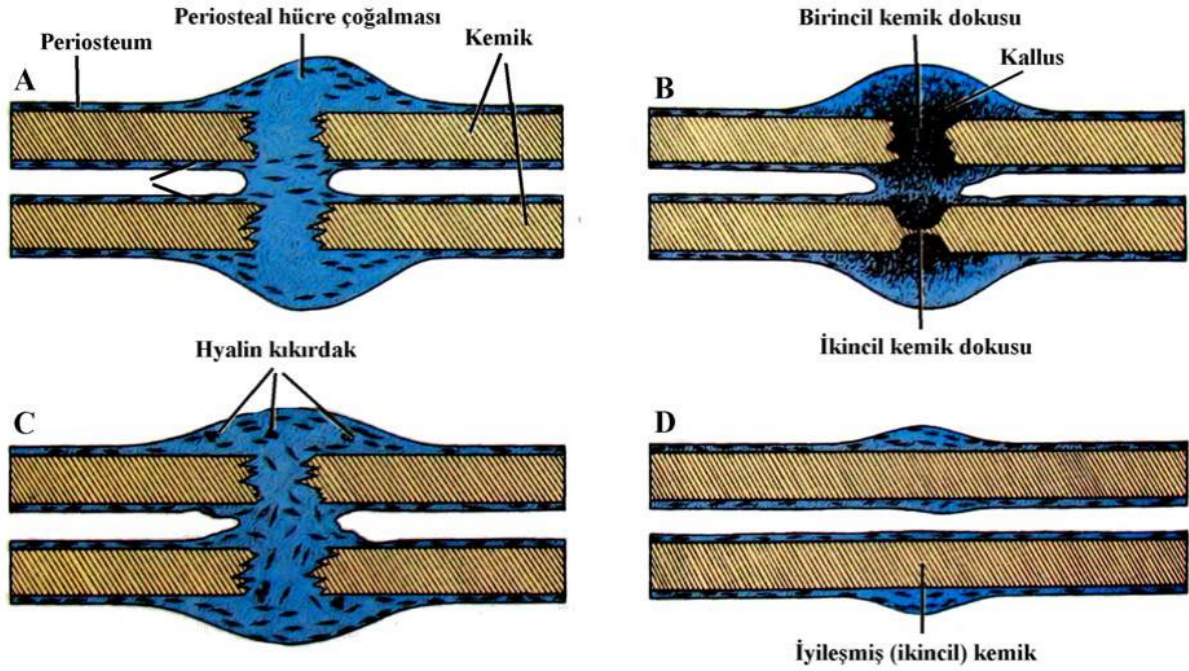 Periosteal hücre çoğalması
Periosteum
Kemik
A
Birincil kemik dokusu
Kallus
B
İkincil kemik dokusu
Hyalin kıkırdak
C
D
İyileşmiş (ikincil) kemik